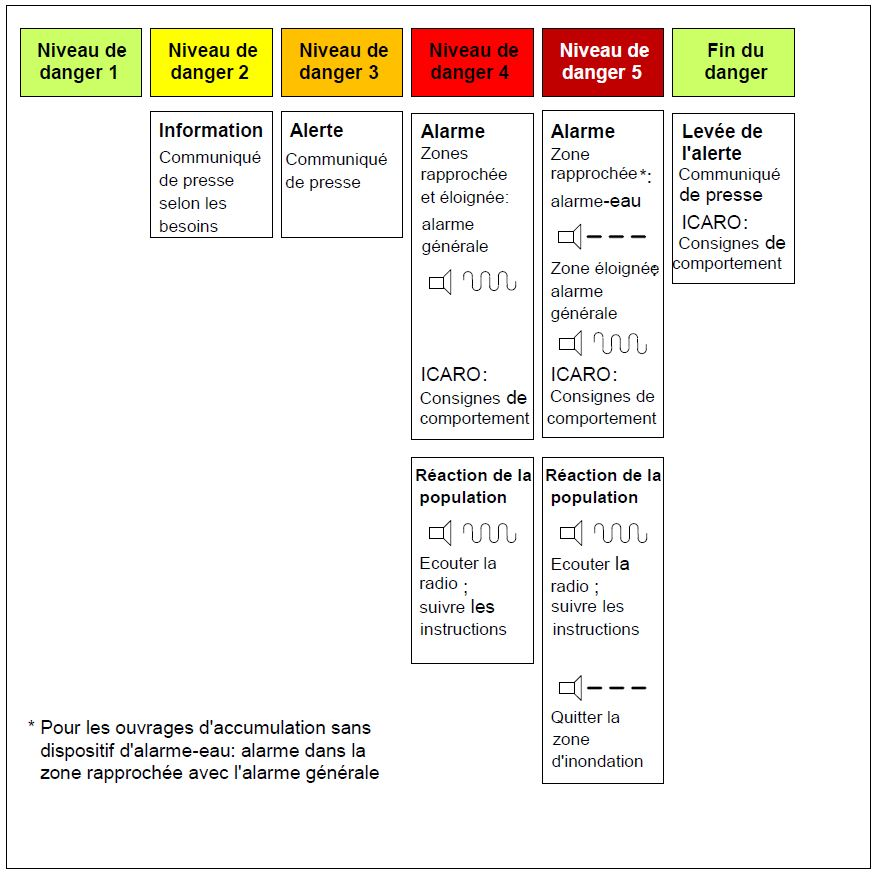 Niveau de
danger 1
Niveau de
danger 2
Niveau de
danger 3
Niveau de
danger 4
Niveau de
danger 5
Fin du
danger
Information
Communiqué
de presse
selon les
besoins
Alerte
Communiqué
de presse
Alarme
Zones
rapprochée
et éloignée:
alarme
générale
ICARO:
Consignes de
comportement
Alarme
Zone
rapprochée*:
alarme-eau
Zone éloignée:
alarme
générale
ICARO:
Consignes de
comportement
Levée de
l'alerte
Communiqué
de presse
ICARO:
Consignes de
comportement
Réaction de la
population
Ecouter la
radio ;
suivre les
instructions
Réaction de la
population
Ecouter la
radio ;
suivre les
instructions
Quitter la
zone
d'inondation
* Pour les ouvrages d'accumulation sans
dispositif d'alarme-eau: alarme dans la
zone rapprochée avec l'alarme générale